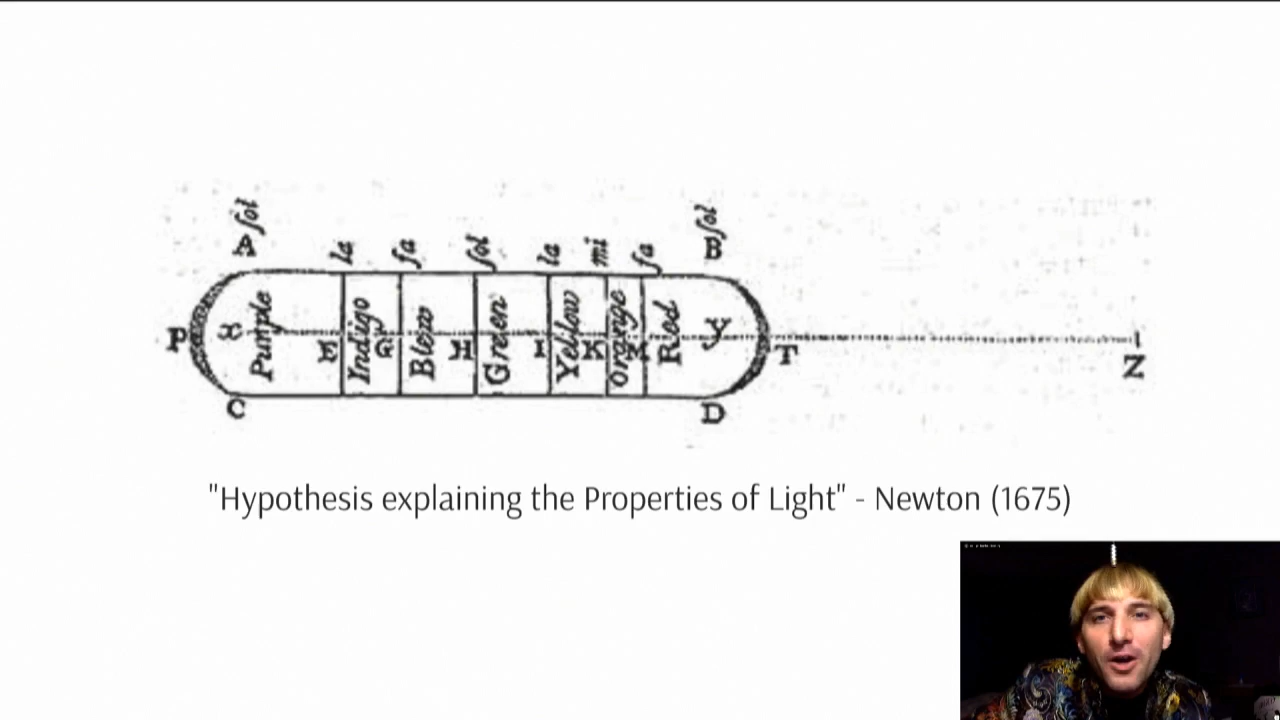 A sol
la
fa
sol
la
mi
fa
B sol
P
Purple
Indigo
G
Blew
H
Green
I
Yellow
K
Orange
Red
y
T
Z
C
D
"Hypothesis explaining the Properties of Light" - Newton (1675)